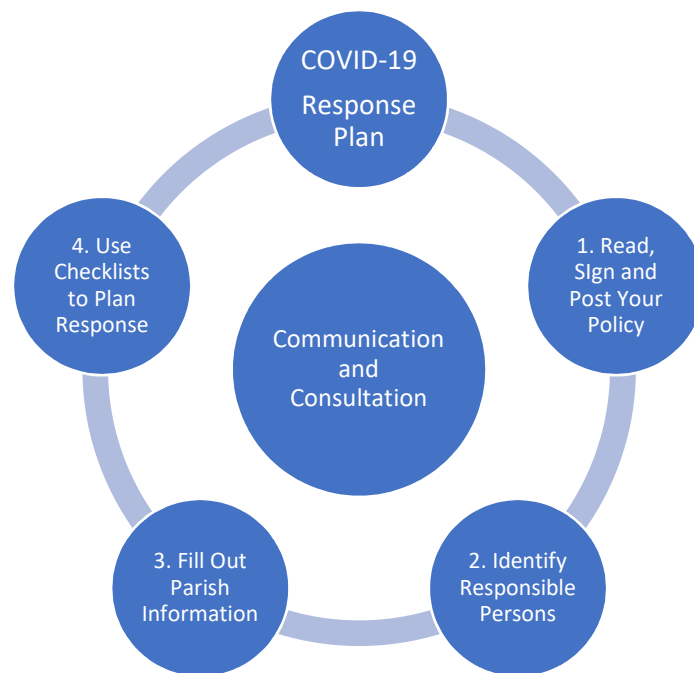 COVID-19
Response
Plan
1. Read,
SIgn and
Post Your
Policy
2. Identify
Responsible
Persons
3. Fill Out
Parish
Information
4. Use
Checklists
to Plan
Response
Communication
and
Consultation